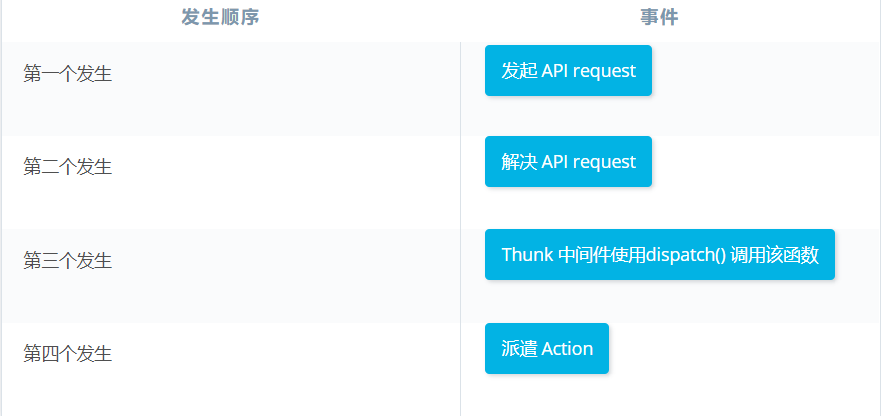 发生顺序 事件
第一个发生 发起 API request
第二个发生 解决 API request
第三个发生 Thunk 中间件使用dispatch() 调用该函数
第四个发生 派遣 Action